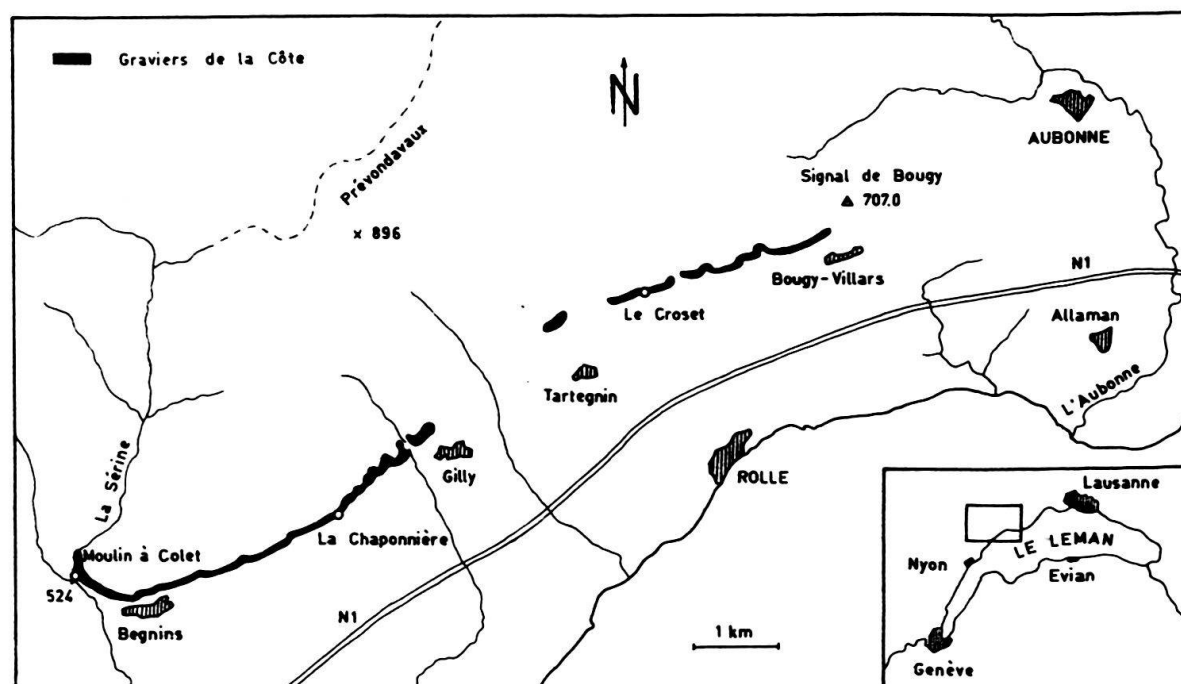 Graviers de la Côte
N
AUBONNE
Prévondavaux
Signal de Bougy
▲ 707.0
x 896
Bougy-Villars
N1
Le Croset
Allaman
Tartegnin
L'Aubonne
La Sérine
Gilly
ROLLE
Lausanne
La Chaponnière
Moulin à Colet
LE LEMAN
Nyon
Evian
524
Begnins
N1
1 km
Genève